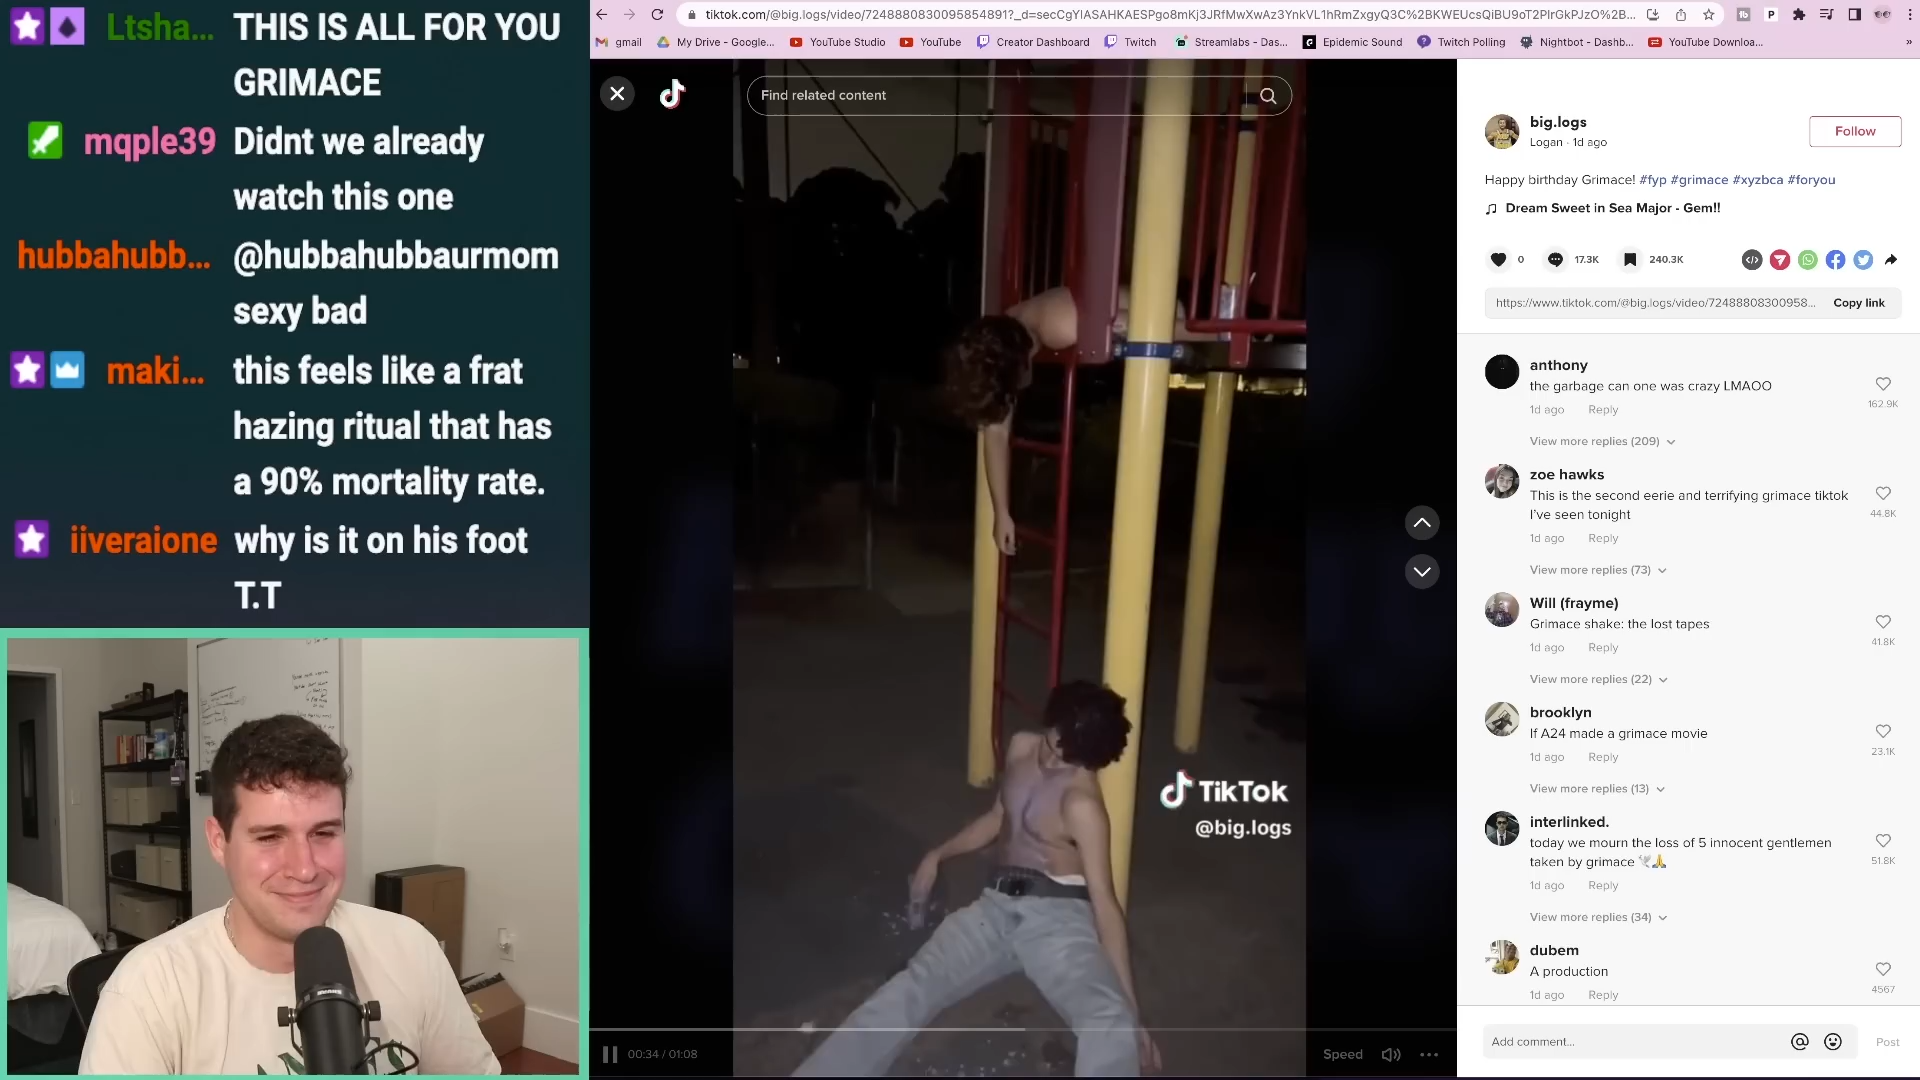 Ltsha... THIS IS ALL FOR YOU
GRIMACE
mqple39 Didnt we already
watch this one
hubbahubb... @hubbahubbaurmom
sexy bad
maki... this feels like a frat
hazing ritual that has
a 90% mortality rate.
iiveraione why is it on his foot
T.T
gmail
My Drive - Google...
YouTube Studio
YouTube
Creator Dashboard
Twitch
Streamlabs - Das...
Epidemic Sound
Twitch Polling
Nightbot - Dashb...
YouTube Downloa...
»
Find related content
TikTok
@big.logs
00:34 / 01:08
Speed
big.logs
Logan · 1d ago
Follow
Happy birthday Grimace! #fyp #grimace #xyzbca #foryou
Dream Sweet in Sea Major - Gem!!
0
17.3K
240.3K
https://www.tiktok.com/@big.logs/video/72488808300958...
Copy link
anthony
the garbage can one was crazy LMAOO
1d ago Reply
162.9K
View more replies (209)
zoe hawks
This is the second eerie and terrifying grimace tiktok
I've seen tonight
44.8K
1d ago Reply
View more replies (73)
Will (frayme)
Grimace shake: the lost tapes
41.8K
1d ago Reply
View more replies (22)
brooklyn
If A24 made a grimace movie
23.1K
1d ago Reply
View more replies (13)
interlinked.
today we mourn the loss of 5 innocent gentlemen
taken by grimace 🕊️🙏
51.8K
1d ago Reply
View more replies (34)
dubem
A production
4567
1d ago Reply
Add comment...
Post